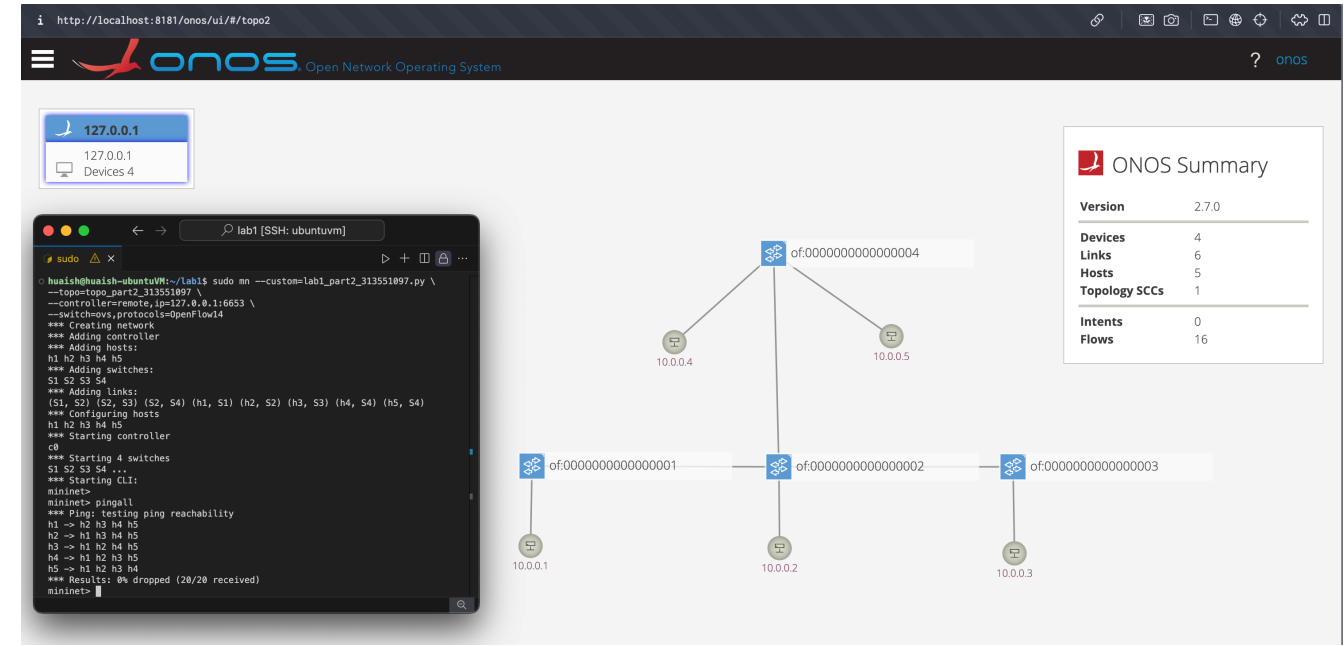 i http://localhost:8181/onos/ui/#/topo2
onos. Open Network Operating System
? onos
127.0.0.1
127.0.0.1
Devices 4
lab1 [SSH: ubuntuvm]
sudo
huaish@huaish-ubuntuVM:~/lab1$ sudo mn --custom=lab1_part2_313551097.py \
--topo=topo_part2_313551097 \
--controller=remote,ip=127.0.0.1:6653 \
--switch=ovs,protocols=OpenFlow14
*** Creating network
*** Adding controller
*** Adding hosts:
h1 h2 h3 h4 h5
*** Adding switches:
S1 S2 S3 S4
*** Adding links:
(S1, S2) (S2, S3) (S2, S4) (h1, S1) (h2, S2) (h3, S3) (h4, S4) (h5, S4)
*** Configuring hosts
h1 h2 h3 h4 h5
*** Starting controller
c0
*** Starting 4 switches
S1 S2 S3 S4 ...
*** Starting CLI:
mininet>
mininet> pingall
*** Ping: testing ping reachability
h1 -> h2 h3 h4 h5
h2 -> h1 h3 h4 h5
h3 -> h1 h2 h4 h5
h4 -> h1 h2 h3 h5
h5 -> h1 h2 h3 h4
*** Results: 0% dropped (20/20 received)
mininet>
of:0000000000000004
10.0.0.4
10.0.0.5
of:0000000000000001
of:0000000000000002
of:0000000000000003
10.0.0.1
10.0.0.2
10.0.0.3
ONOS Summary
Version 2.7.0
Devices 4
Links 6
Hosts 5
Topology SCCs 1
Intents 0
Flows 16